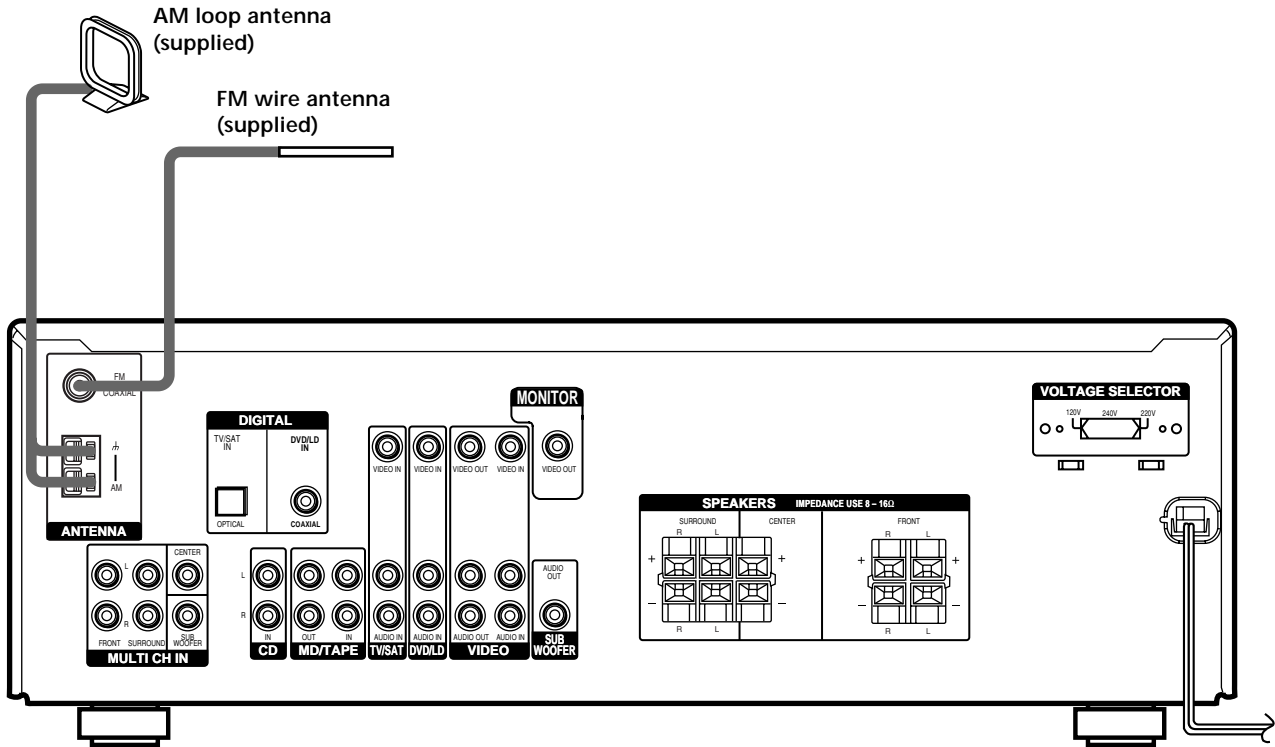 AM loop antenna
(supplied)
FM wire antenna
(supplied)
FM
COAXIAL
AM
ANTENNA
DIGITAL
TV/SAT
IN
DVD/LD
IN
OPTICAL
COAXIAL
MONITOR
VIDEO IN
VIDEO IN
VIDEO OUT
VIDEO IN
VIDEO OUT
VOLTAGE SELECTOR
120V
240V
220V
SPEAKERS
IMPEDANCE USE 8 – 16Ω
SURROUND
CENTER
FRONT
R
L
R
L
+
+
+
+
–
–
–
–
R
L
R
L
CENTER
L
R
FRONT
SURROUND
SUB
WOOFER
MULTI CH IN
L
R
IN
CD
OUT
IN
MD/TAPE
AUDIO IN
TV/SAT
AUDIO IN
DVD/LD
AUDIO OUT
AUDIO IN
VIDEO
AUDIO
OUT
SUB
WOOFER